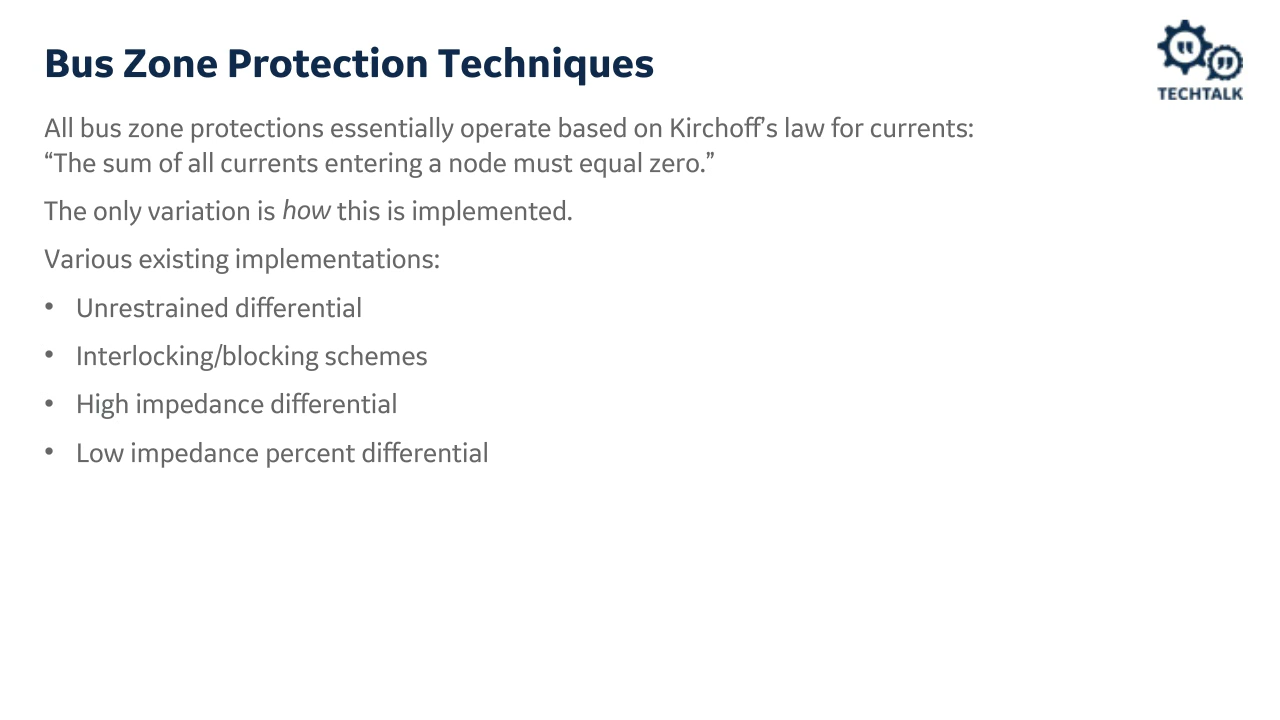 Bus Zone Protection Techniques
TECHTALK
All bus zone protections essentially operate based on Kirchoff’s law for currents:
“The sum of all currents entering a node must equal zero.”
The only variation is how this is implemented.
Various existing implementations:
• Unrestrained differential
• Interlocking/blocking schemes
• High impedance differential
• Low impedance percent differential